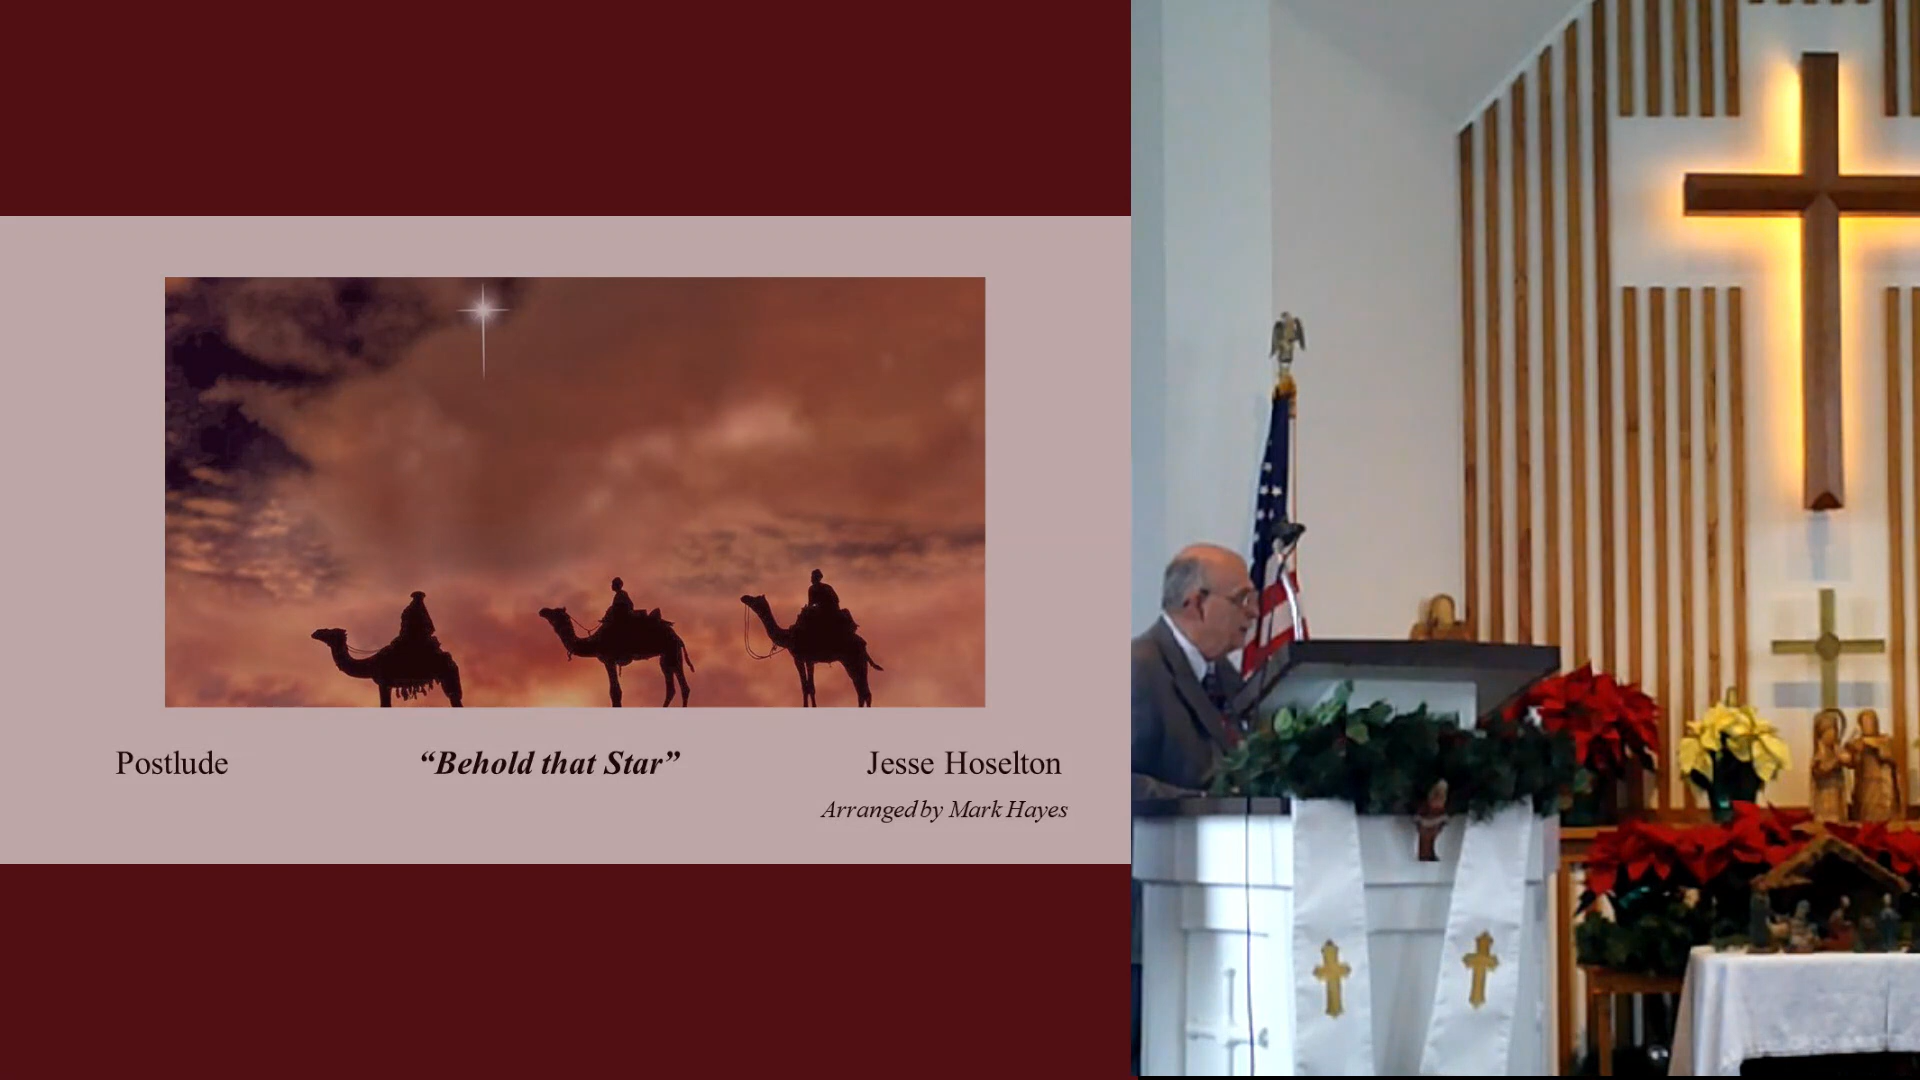 Postlude “Behold that Star” Jesse Hoselton
Arranged by Mark Hayes